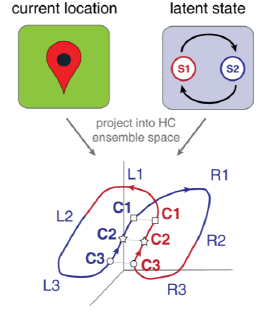 current location
latent state
S1
S2
project into HC
ensemble space
L1
R1
C1
C1
L2
C2
C2
R2
C3
C3
L3
R3